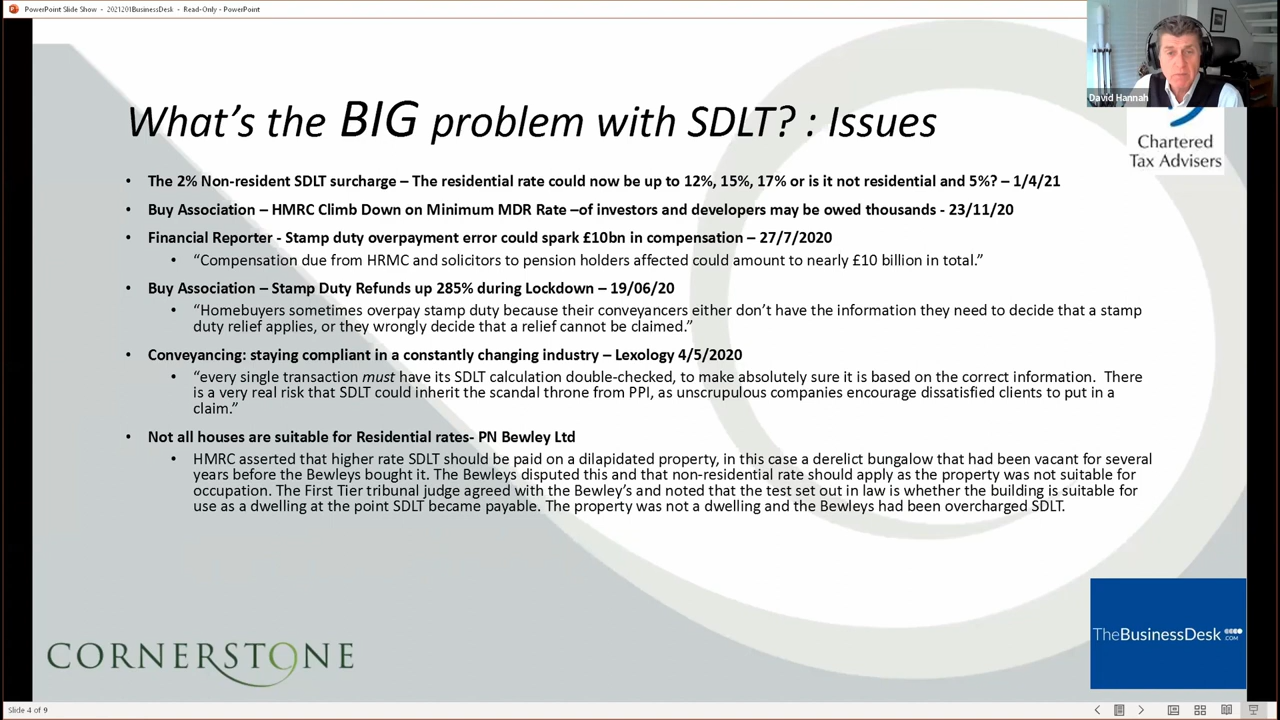 PowerPoint Slide Show - 2021201BusinessDesk - Read-Only - PowerPoint
David Hannah
What's the BIG problem with SDLT? : Issues
Chartered
Tax Advisers
• The 2% Non-resident SDLT surcharge – The residential rate could now be up to 12%, 15%, 17% or is it not residential and 5%? – 1/4/21
• Buy Association – HMRC Climb Down on Minimum MDR Rate –of investors and developers may be owed thousands - 23/11/20
• Financial Reporter - Stamp duty overpayment error could spark £10bn in compensation – 27/7/2020
• “Compensation due from HRMC and solicitors to pension holders affected could amount to nearly £10 billion in total.”
• Buy Association – Stamp Duty Refunds up 285% during Lockdown – 19/06/20
• “Homebuyers sometimes overpay stamp duty because their conveyancers either don’t have the information they need to decide that a stamp
duty relief applies, or they wrongly decide that a relief cannot be claimed.”
• Conveyancing: staying compliant in a constantly changing industry – Lexology 4/5/2020
• “every single transaction must have its SDLT calculation double-checked, to make absolutely sure it is based on the correct information. There
is a very real risk that SDLT could inherit the scandal throne from PPI, as unscrupulous companies encourage dissatisfied clients to put in a
claim.”
• Not all houses are suitable for Residential rates- PN Bewley Ltd
• HMRC asserted that higher rate SDLT should be paid on a dilapidated property, in this case a derelict bungalow that had been vacant for several
years before the Bewleys bought it. The Bewleys disputed this and that non-residential rate should apply as the property was not suitable for
occupation. The First Tier tribunal judge agreed with the Bewley’s and noted that the test set out in law is whether the building is suitable for
use as a dwelling at the point SDLT became payable. The property was not a dwelling and the Bewleys had been overcharged SDLT.
CORNERSTONE
TheBusinessDesk .COM
Slide 4 of 9